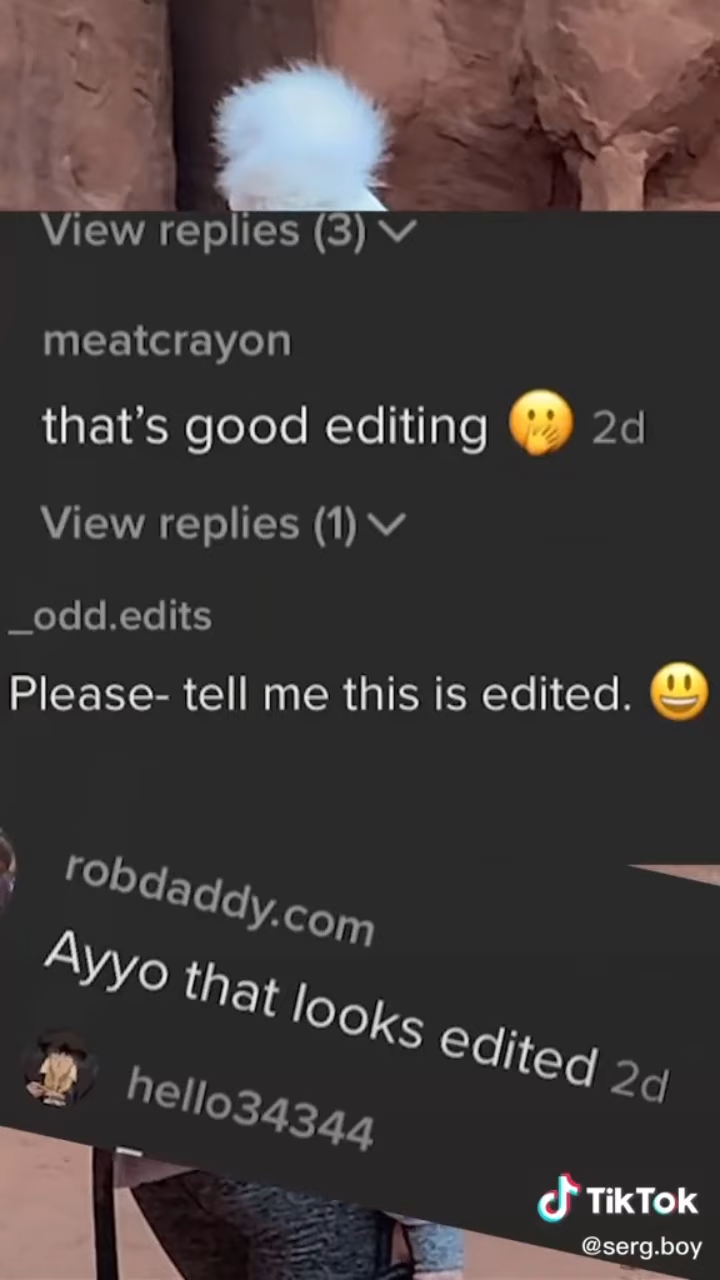 View replies (3)
meatcrayon
that's good editing 🤭 2d
View replies (1)
_odd.edits
Please- tell me this is edited. 😃
robdaddy.com
Ayyo that looks edited 2d
hello34344
TikTok
@serg.boy